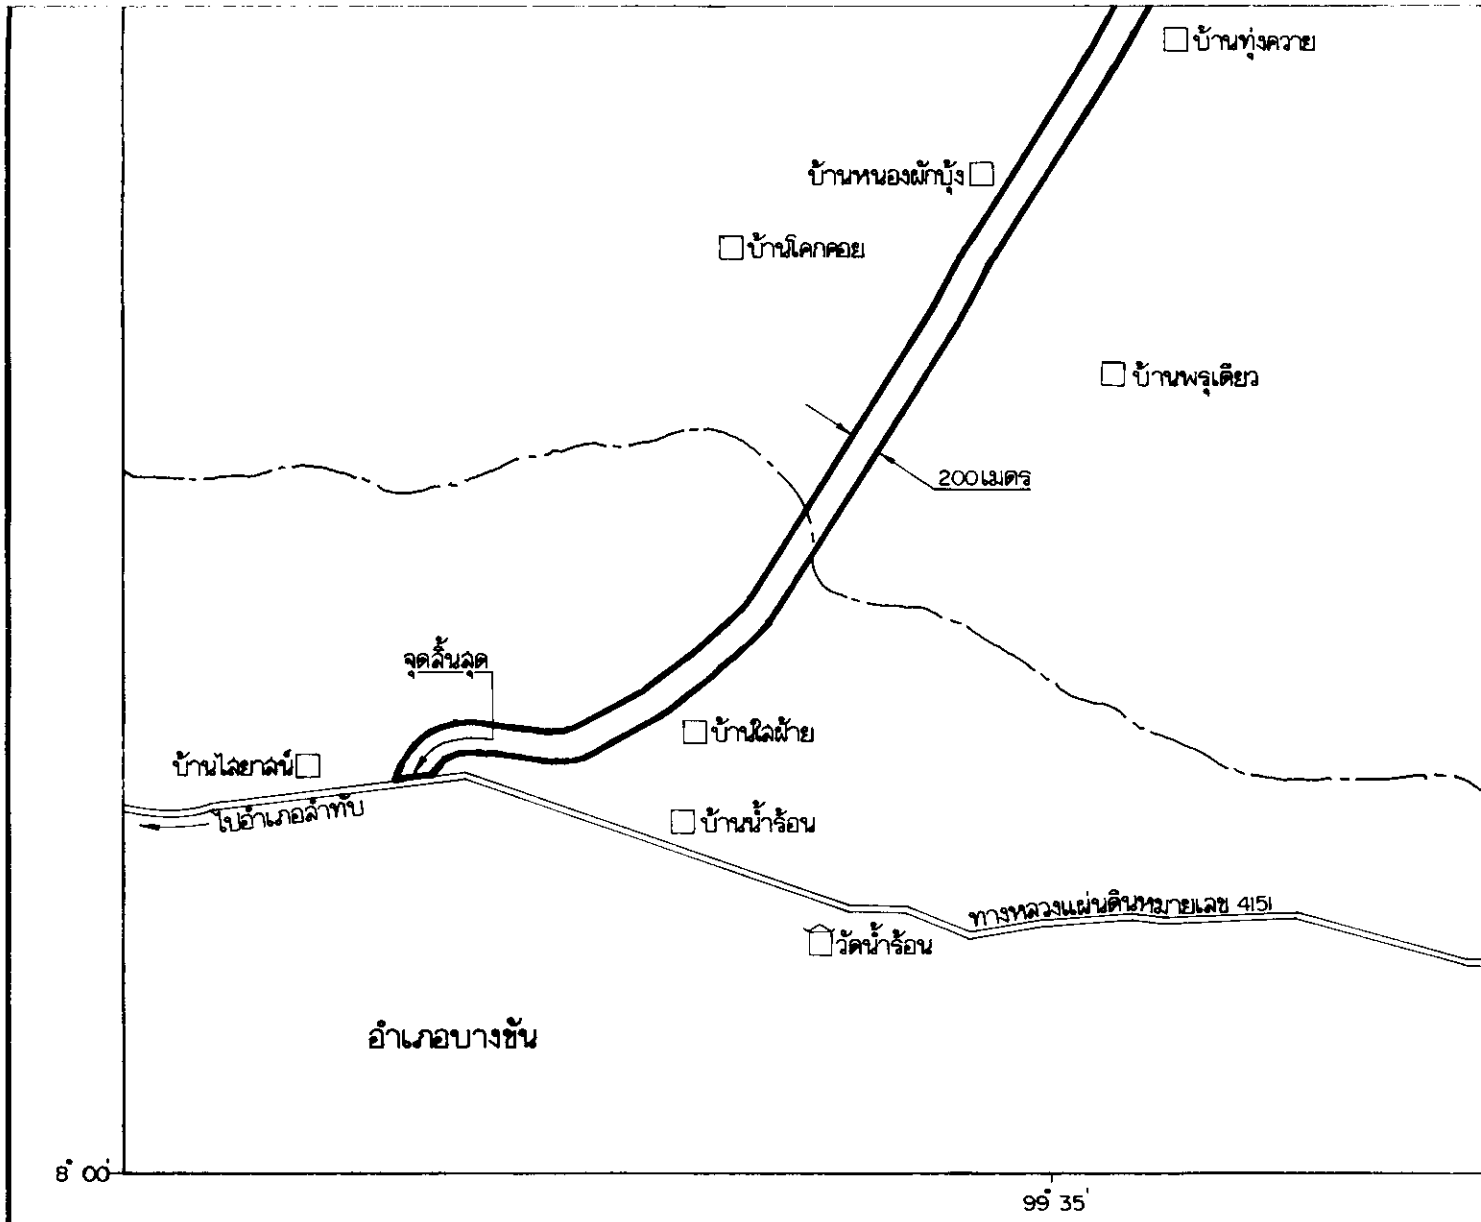 บ้านทุ่งควาย
บ้านหนองผักบุ้ง
บ้านโคกคอย
บ้านพรุเตียว
200 เมตร
จุดสิ้นสุด
บ้านใสฝ้าย
บ้านไสยาสน์
ไปอำเภอลำทับ
บ้านน้ำร้อน
ทางหลวงแผ่นดินหมายเลข 4151
วัดน้ำร้อน
อำเภอบางขัน
8° 00'
99° 35'